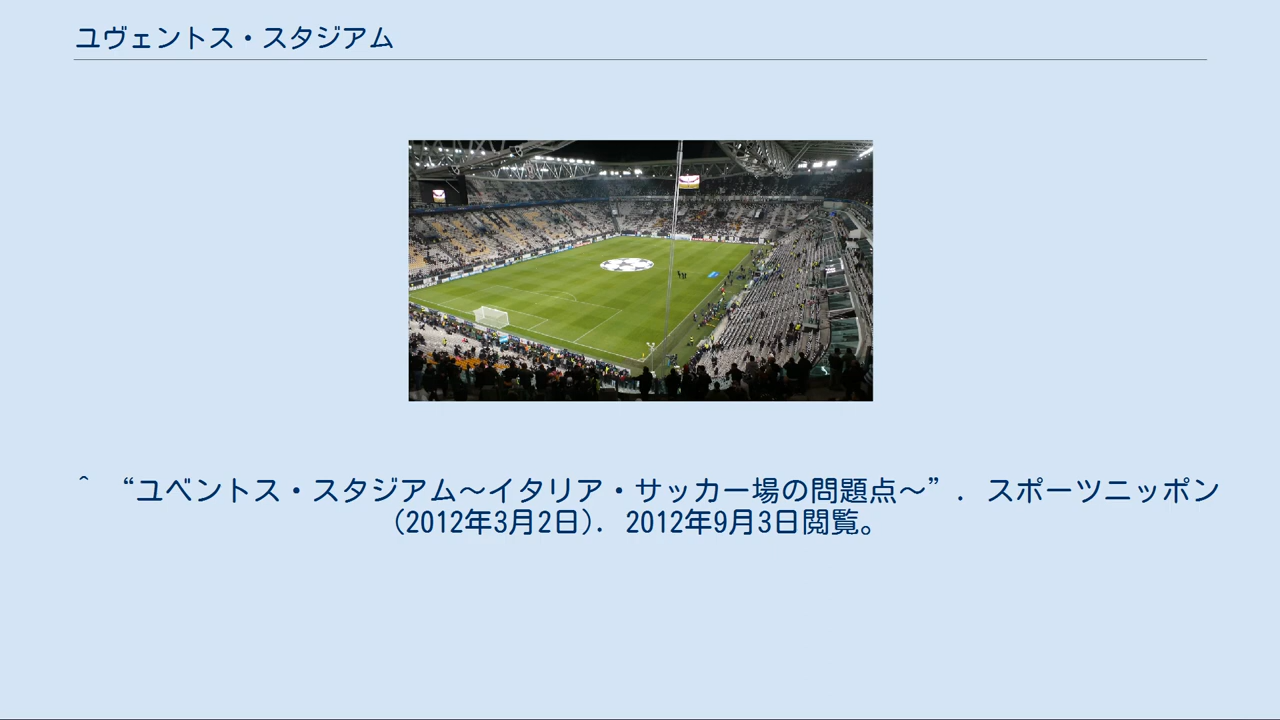 ユヴェントス・スタジアム
^ “ユベントス・スタジアム〜イタリア・サッカー場の問題点〜”. スポーツニッポン
(2012年3月2日). 2012年9月3日閲覧。